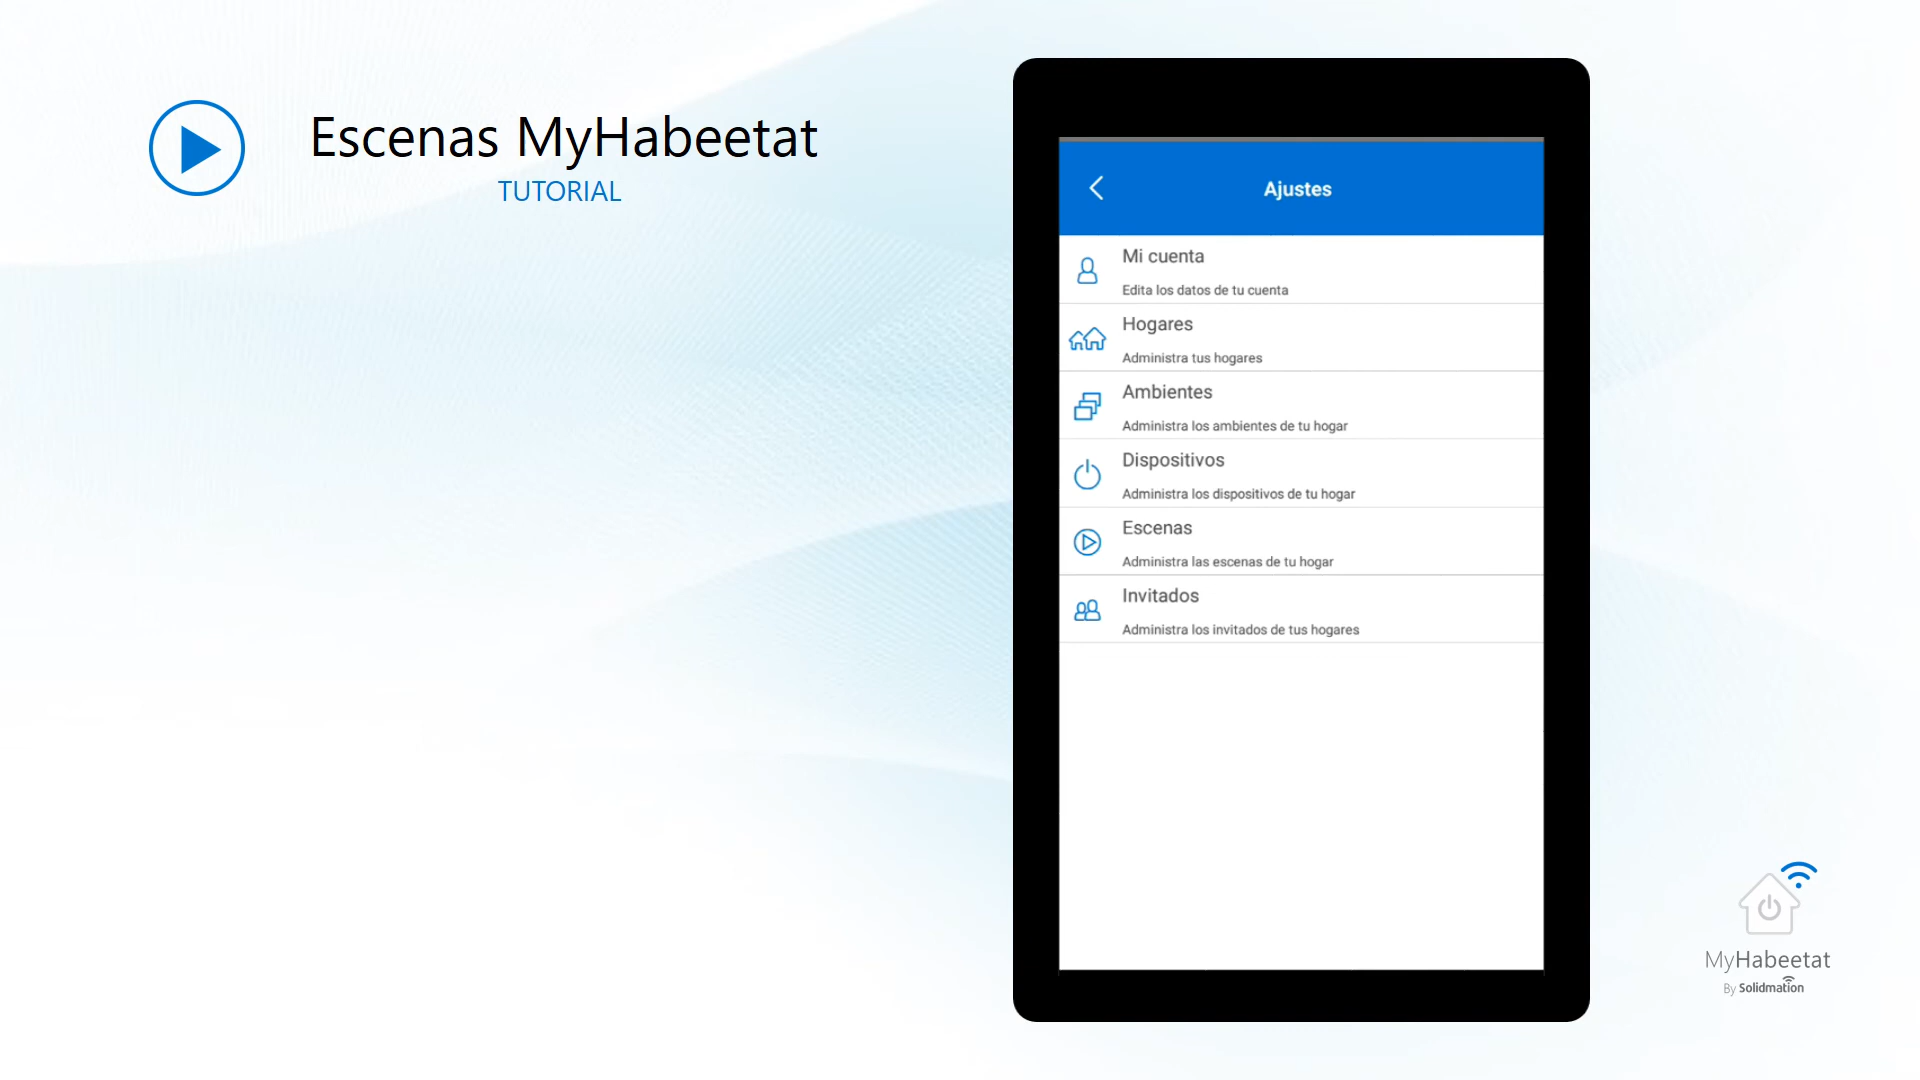 Escenas MyHabeetat
TUTORIAL
Ajustes
Mi cuenta
Edita los datos de tu cuenta
Hogares
Administra tus hogares
Ambientes
Administra los ambientes de tu hogar
Dispositivos
Administra los dispositivos de tu hogar
Escenas
Administra las escenas de tu hogar
Invitados
Administra los invitados de tus hogares
MyHabeetat
By Solidmation